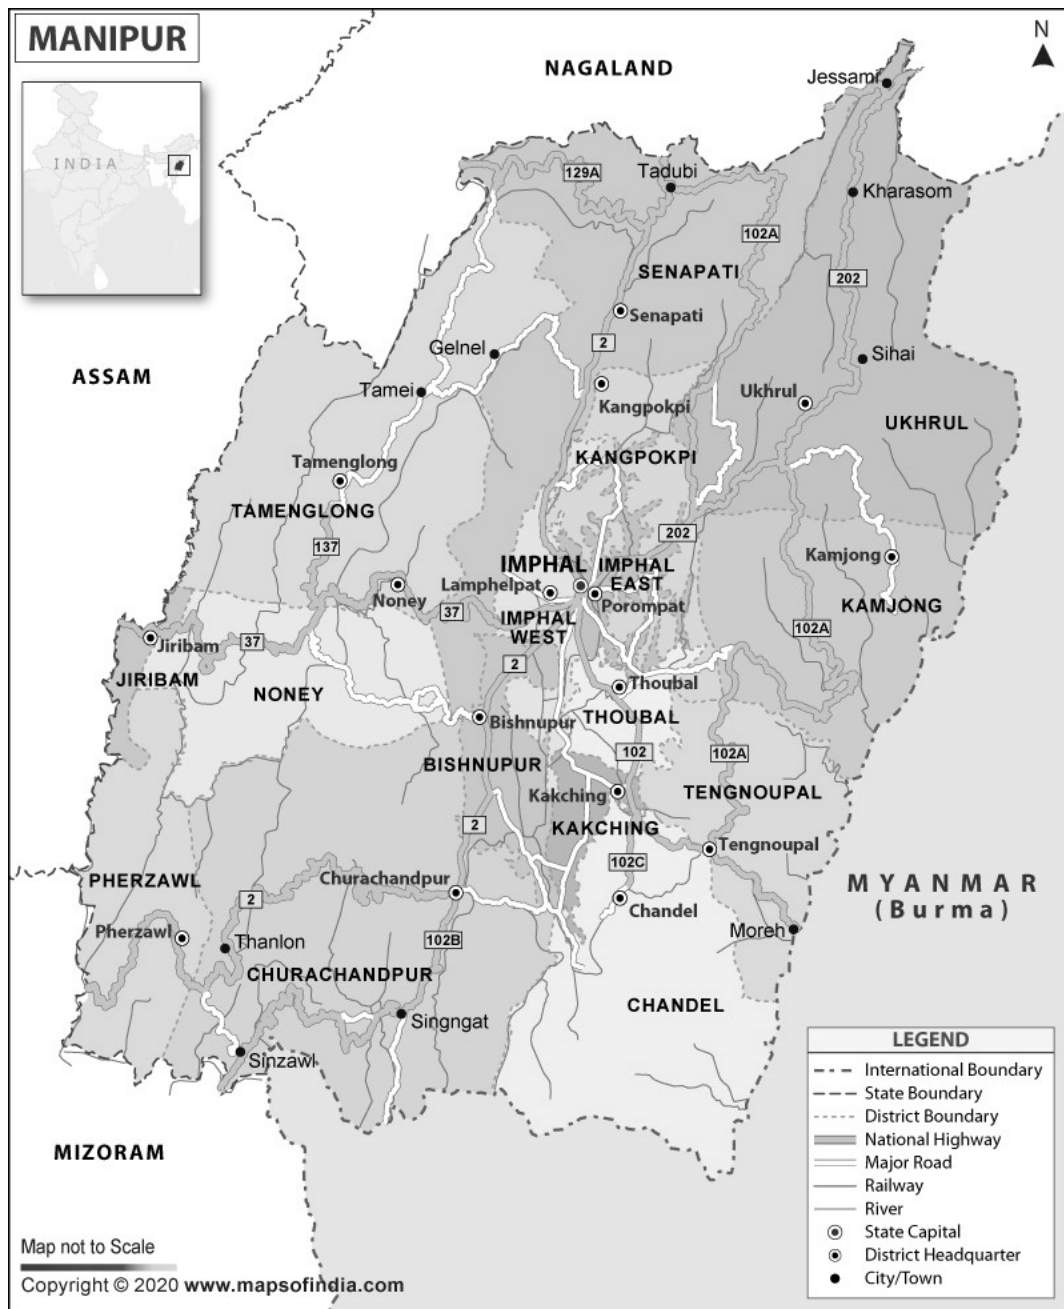 MANIPUR
N
NAGALAND
Jessami
INDIA
129A
Tadubi
Kharasom
102A
SENAPATI
202
Senapati
2
Gelnel
Sihai
ASSAM
Tamei
Kangpokpi
Ukhrul
UKHRUL
KANGPOKPI
Tamenglong
TAMENGLONG
202
137
IMPHAL
IMPHAL
EAST
Kamjong
Lamphelpat
Noney
Porompat
KAMJONG
37
IMPHAL
WEST
102A
37
Jiribam
2
JIRIBAM
NONEY
Thoubal
Bishnupur
THOUBAL
102
102A
BISHNUPUR
Kakching
TENGNOUPAL
2
KAKCHING
Tengnoupal
102C
PHERZAWL
Churachandpur
MYANMAR
(Burma)
2
Chandel
Pherzawl
Moreh
Thanlon
102B
CHURACHANDPUR
CHANDEL
Singngat
Sinzawl
MIZORAM
LEGEND
International Boundary
State Boundary
District Boundary
National Highway
Major Road
Railway
River
State Capital
District Headquarter
City/Town
Map not to Scale
Copyright © 2020 www.mapsofindia.com